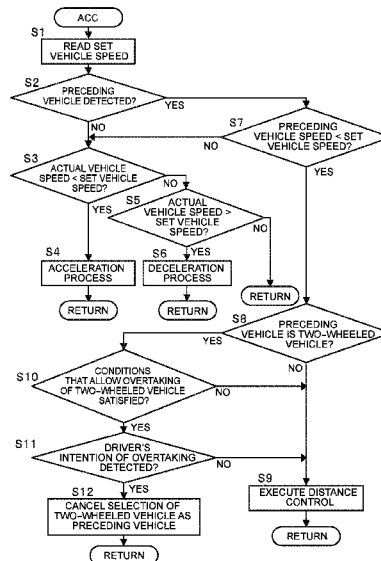 ACC
S1
READ SET
VEHICLE SPEED
S2
PRECEDING
VEHICLE DETECTED?
YES
NO
S7
PRECEDING
VEHICLE SPEED < SET
VEHICLE SPEED?
NO
YES
S3
ACTUAL VEHICLE
SPEED < SET VEHICLE
SPEED?
NO
YES
S5
ACTUAL
VEHICLE SPEED >
SET VEHICLE
SPEED?
NO
YES
S4
ACCELERATION
PROCESS
RETURN
S6
DECELERATION
PROCESS
RETURN
RETURN
S8
PRECEDING
VEHICLE IS TWO-WHEELED
VEHICLE?
YES
NO
S10
CONDITIONS
THAT ALLOW OVERTAKING
OF TWO-WHEELED VEHICLE
SATISFIED?
NO
YES
S11
DRIVER'S
INTENTION OF OVERTAKING
DETECTED?
NO
YES
S12
CANCEL SELECTION OF
TWO-WHEELED VEHICLE AS
PRECEDING VEHICLE
RETURN
S9
EXECUTE DISTANCE
CONTROL
RETURN